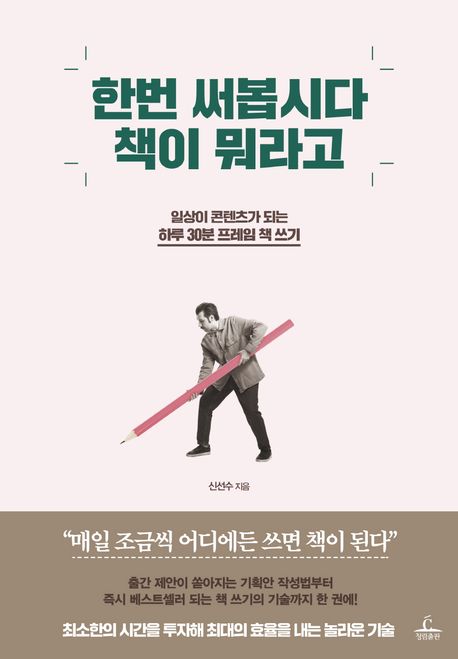 한번 써봅시다
책이 뭐라고
일상이 콘텐츠가 되는
하루 30분 프레임 책 쓰기
신선수 지음
“매일 조금씩 어디에든 쓰면 책이 된다”
출간 제안이 쏟아지는 기획안 작성법부터
즉시 베스트셀러 되는 책 쓰기의 기술까지 한 권에!
최소한의 시간을 투자해 최대의 효율을 내는 놀라운 기술
청림출판